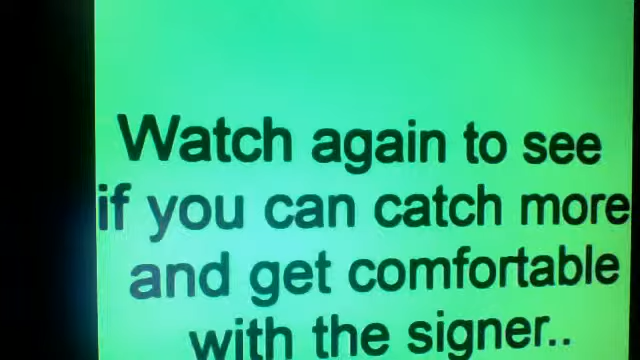 Watch again to see
if you can catch more
and get comfortable
with the signer..